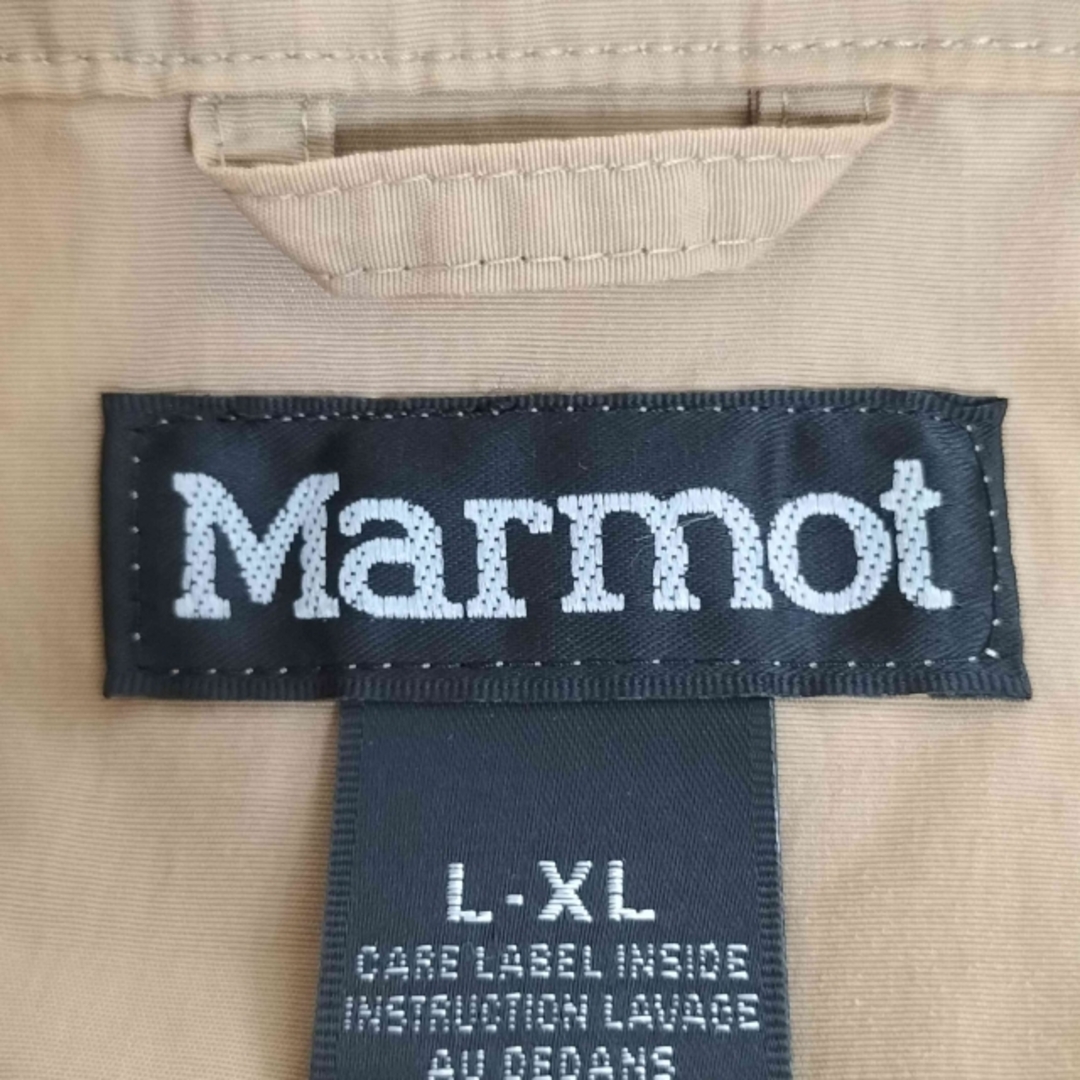 Marmot
L-XL
CARE LABEL INSIDE
INSTRUCTION LAVAGE
AU DEDANS